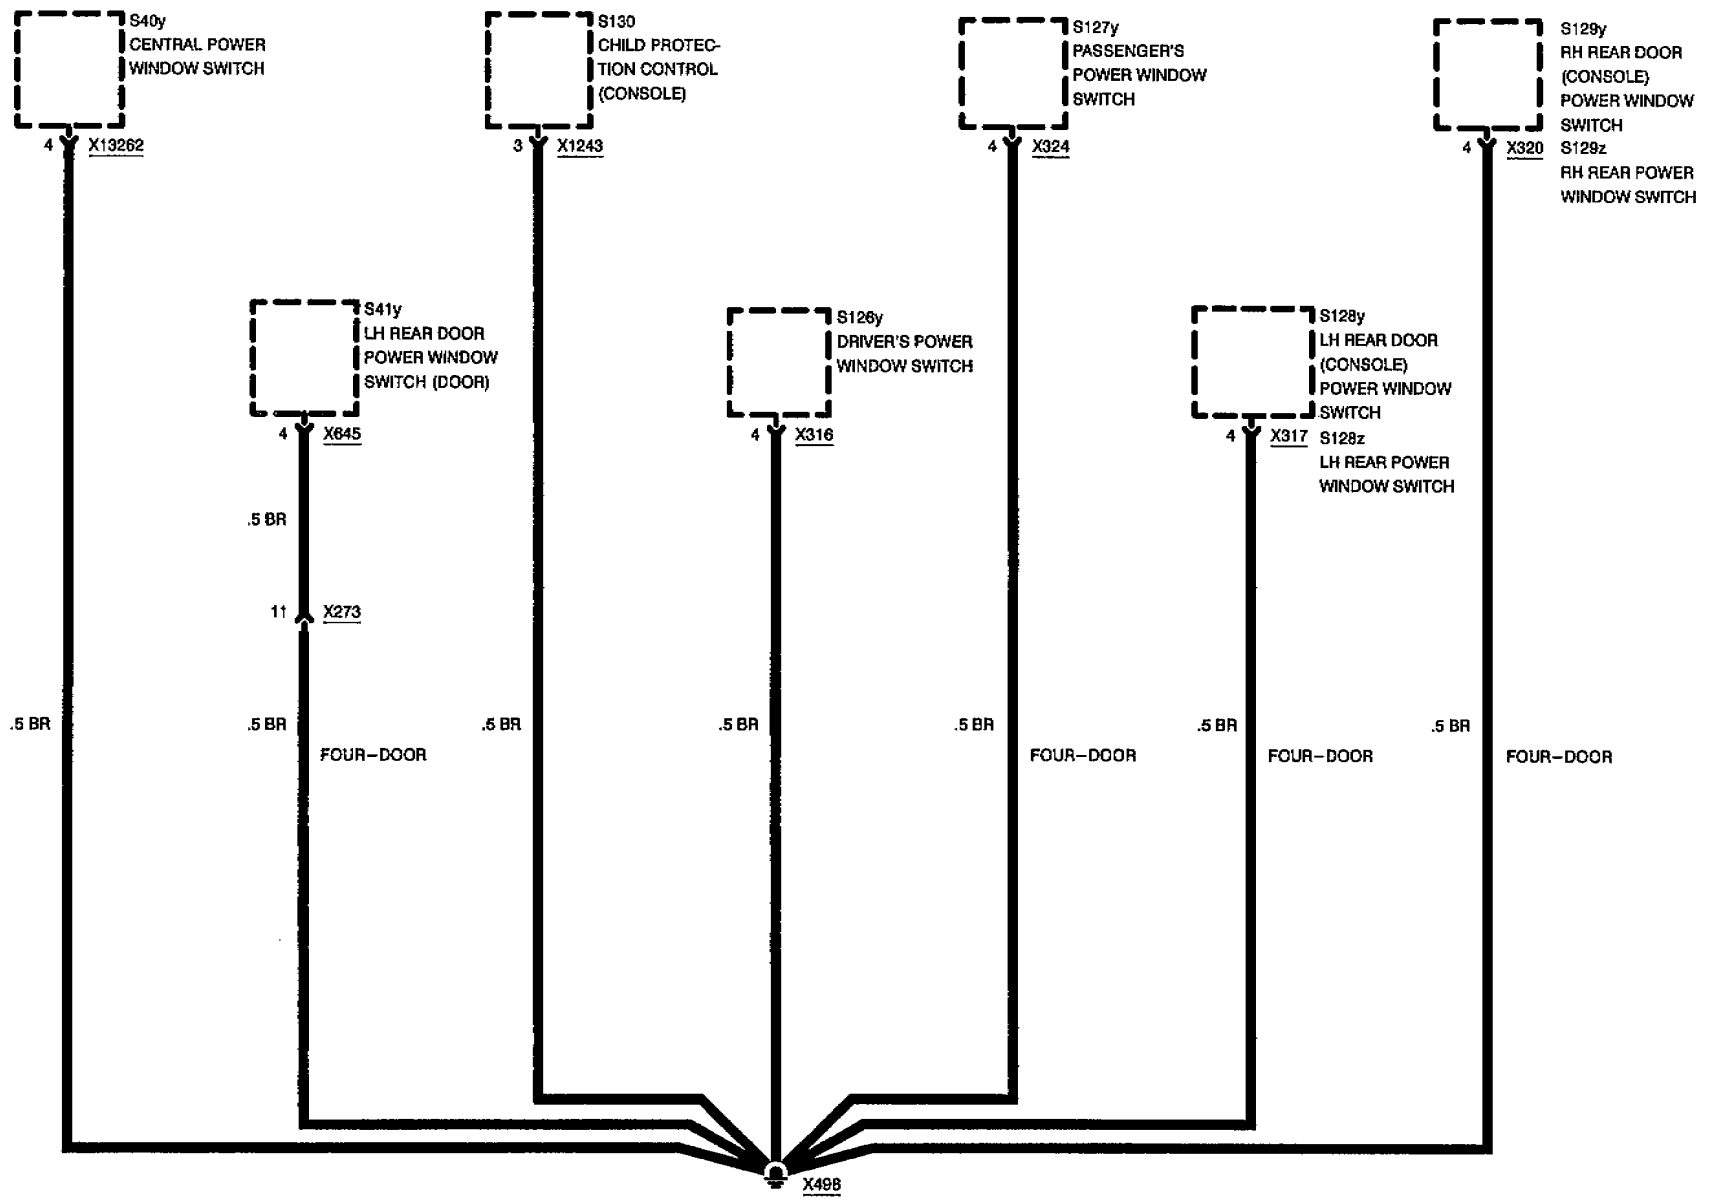 S40y
CENTRAL POWER
WINDOW SWITCH
4
X13262
S130
CHILD PROTEC-
TION CONTROL
(CONSOLE)
3
X1243
S127y
PASSENGER'S
POWER WINDOW
SWITCH
4
X324
S129y
RH REAR DOOR
(CONSOLE)
POWER WINDOW
SWITCH
S129z
RH REAR POWER
WINDOW SWITCH
4
X320
S41y
LH REAR DOOR
POWER WINDOW
SWITCH (DOOR)
4
X645
S126y
DRIVER'S POWER
WINDOW SWITCH
4
X316
S128y
LH REAR DOOR
(CONSOLE)
POWER WINDOW
SWITCH
S128z
LH REAR POWER
WINDOW SWITCH
4
X317
.5 BR
11
X273
.5 BR
.5 BR
FOUR-DOOR
.5 BR
.5 BR
.5 BR
FOUR-DOOR
.5 BR
FOUR-DOOR
.5 BR
FOUR-DOOR
X498